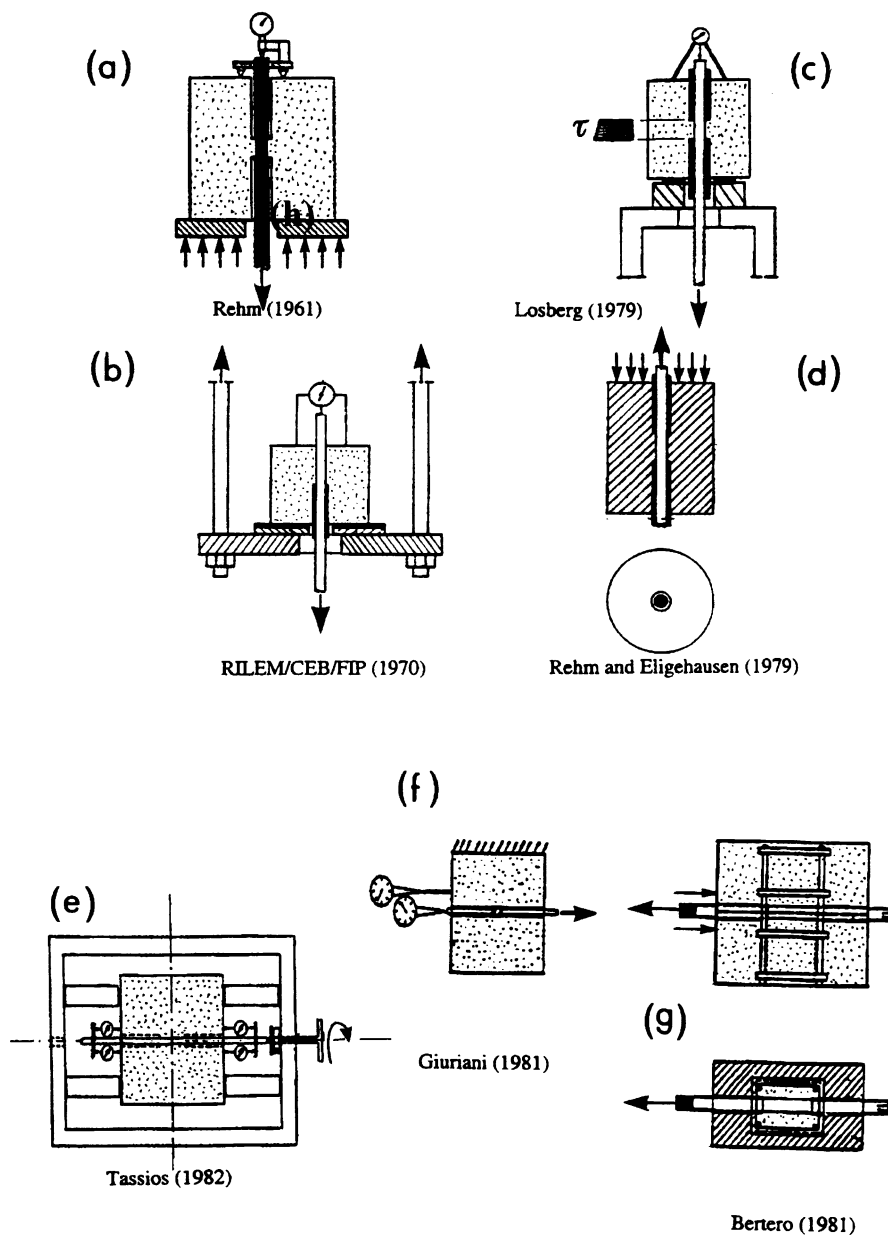 (a)
(c)
τ
(h)
Rehm (1961)
Losberg (1979)
(b)
(d)
RILEM/CEB/FIP (1970)
Rehm and Eligehausen (1979)
(f)
(e)
(g)
Giuriani (1981)
Tassios (1982)
Bertero (1981)